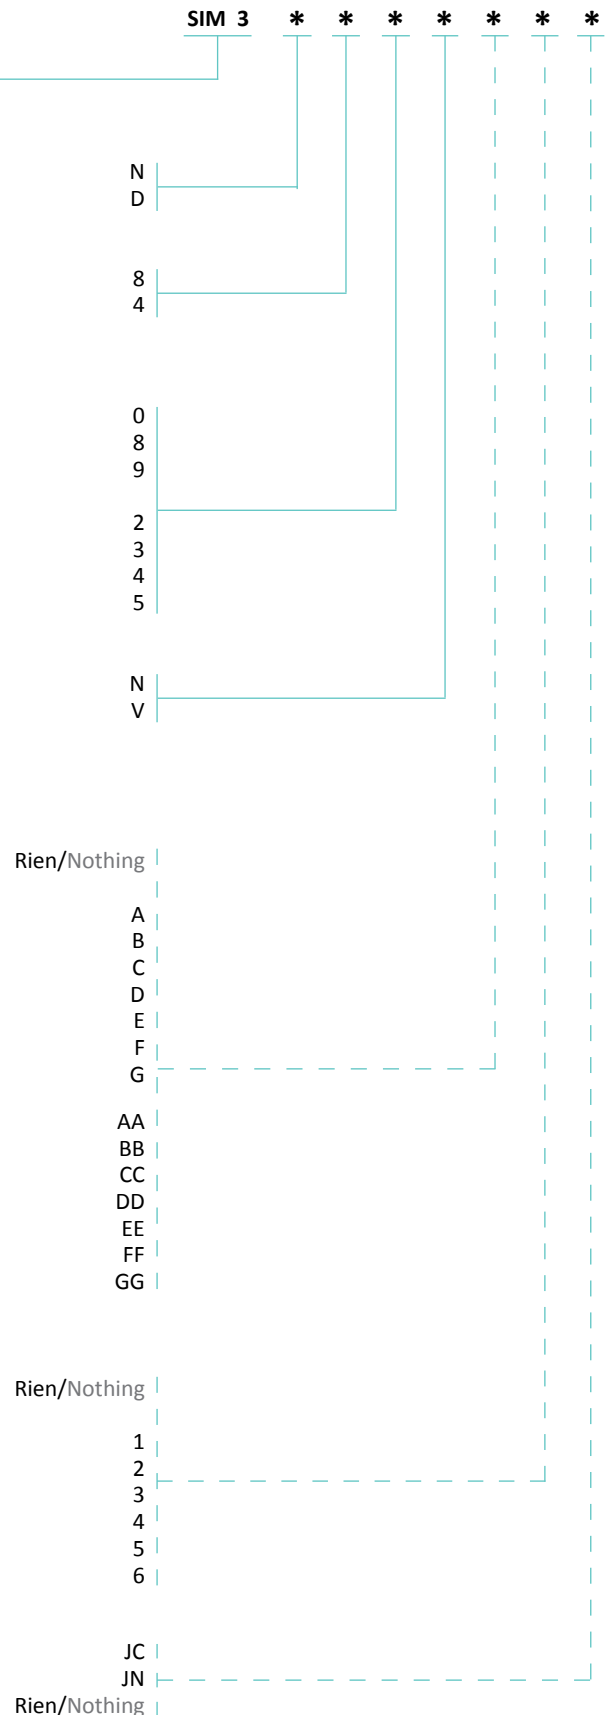 SIM 3 * * * * * * *
N
D
8
4
0
8
9
2
3
4
5
N
V
Rien/Nothing
A
B
C
D
E
F
G
AA
BB
CC
DD
EE
FF
GG
Rien/Nothing
1
2
3
4
5
6
JC
JN
Rien/Nothing